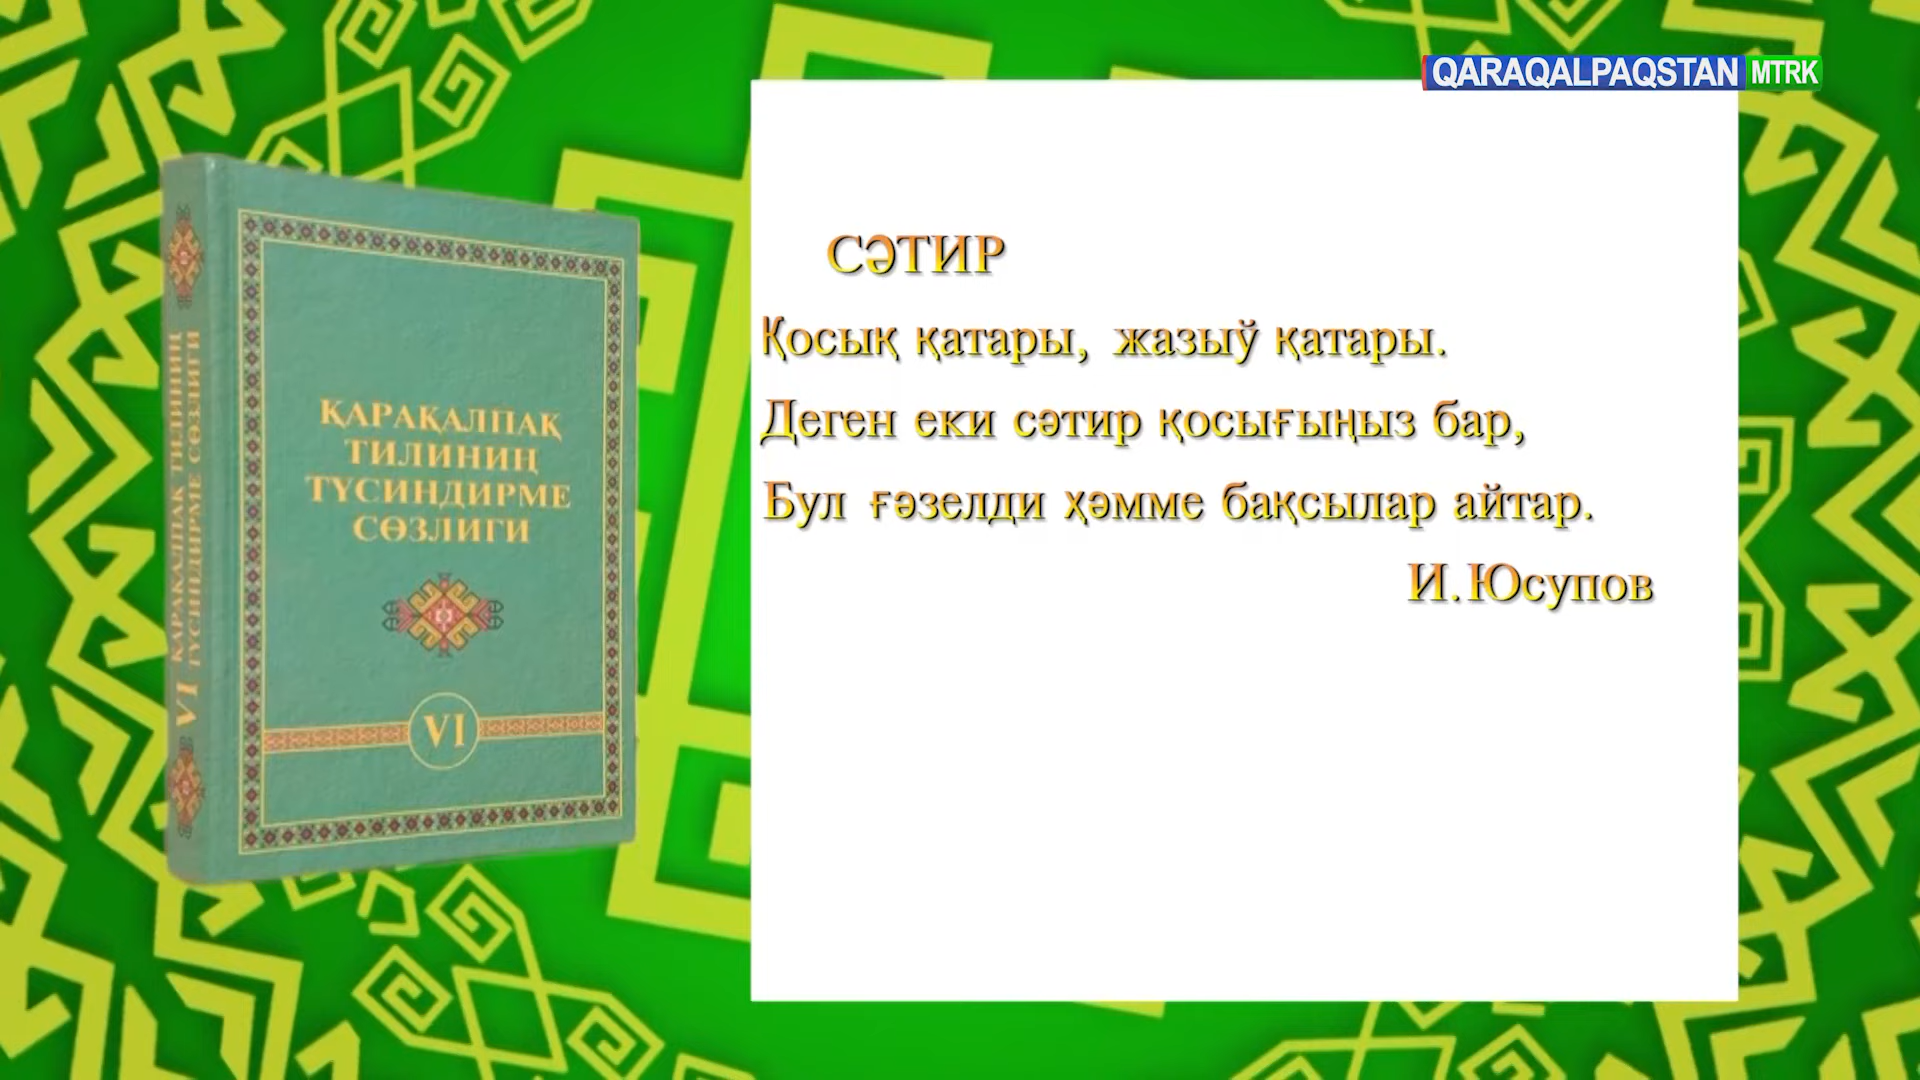 QARAQALPAQSTAN MTRK
СӘТИР
Қосық қатары, жазыў қатары.
Деген еки сәтир қосығыңыз бар,
Бул ғәзелди ҳәмме бақсылар айтар.
И.Юсупов
ҚАРАҚАЛПАҚ
ТИЛИНИҢ
ТҮСИНДИРМЕ
СӨЗЛИГИ
VI
ҚАРАҚАЛПАҚ ТИЛИНИҢ
ТҮСИНДИРМЕ СӨЗЛИГИ
VI